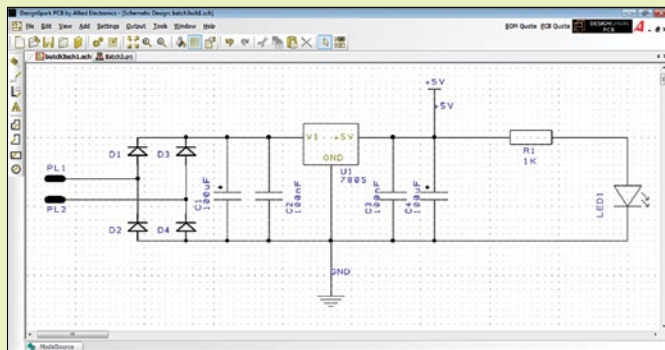 DesignSpark PCB by Allied Electronics - [Schematic Design: batch3sch1.sch]
File Edit View Add Settings Output Tools Window Help
BOM Quote PCB Quote DESIGNSPARK PCB
batch3sch1.sch Batch3.prj
+5V
+5V
D1 D3
V1 +5V
GND
U1
7805
R1
1K
PL1
PL2
C1
100uF
C2
100nF
C3
100nF
C4
100uF
LED1
D2 D4
GND
ModelSource